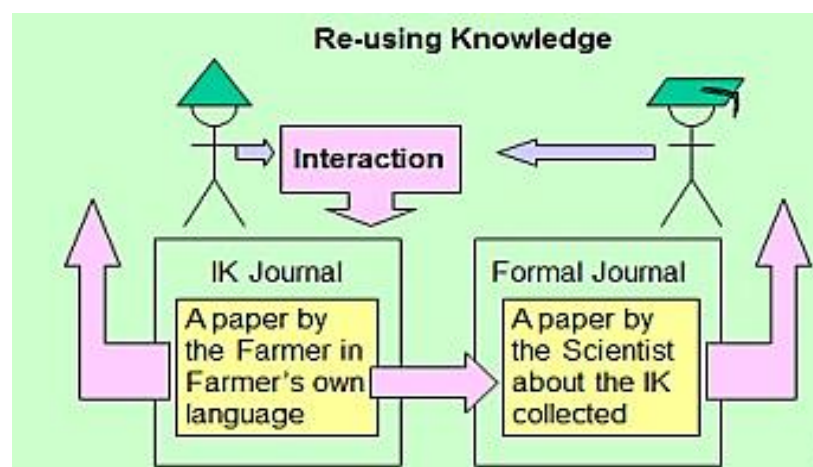 Re-using Knowledge
Interaction
IK Journal
A paper by
the Farmer in
Farmer's own
language
Formal Journal
A paper by
the Scientist
about the IK
collected